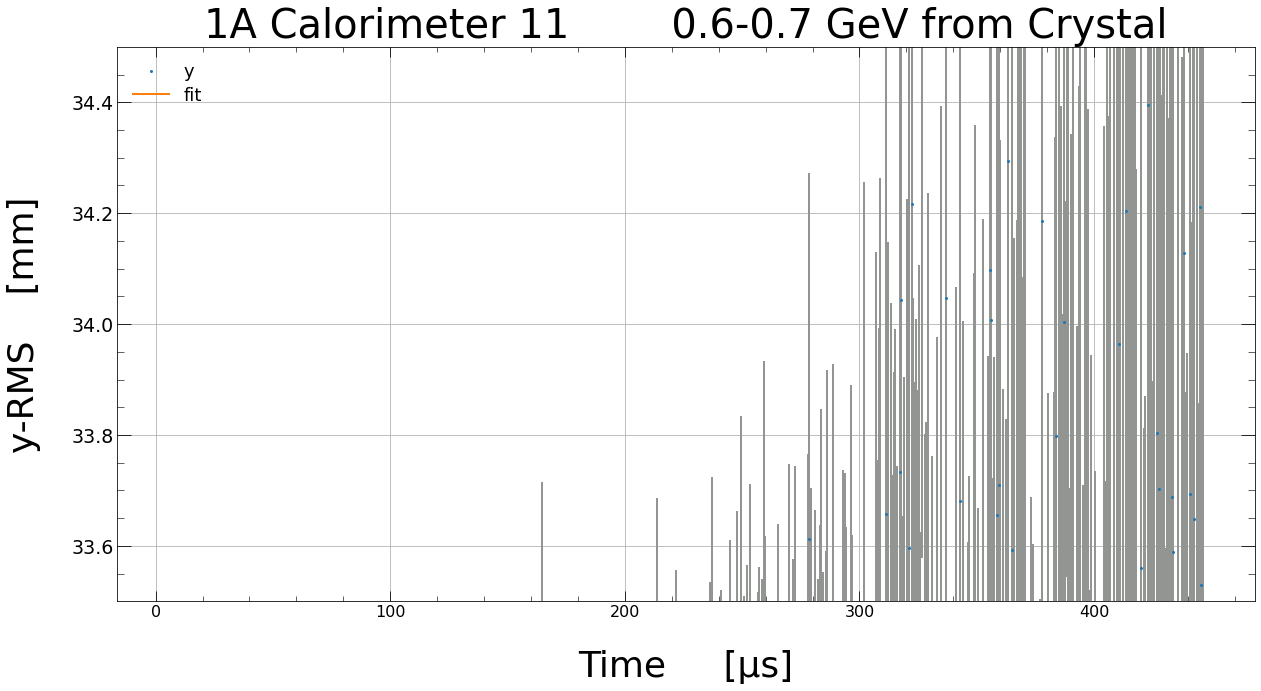 1A Calorimeter 11 0.6-0.7 GeV from Crystal
y
fit
34.4
34.2
34.0
33.8
33.6
y-RMS [mm]
0 100 200 300 400
Time [µs]